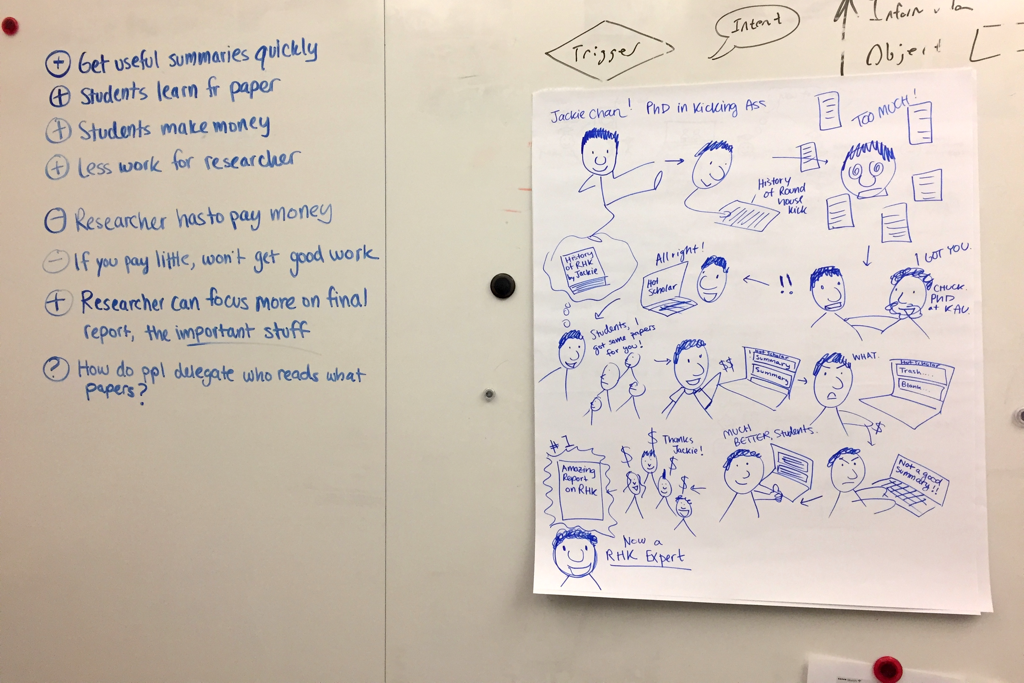 ⊕ Get useful summaries quickly
⊕ Students learn fr paper
⊕ Students make money
⊕ Less work for researcher
⊖ Researcher has to pay money
⊖ If you pay little, won't get good work
⊕ Researcher can focus more on final
report, the important stuff
? How do ppl delegate who reads what
papers?
Trigger
Intent
Object
Jackie Chan! PhD in Kicking Ass
History
of Round
house
kick
TOO MUCH!
I GOT YOU.
CHUCK.
PHD
at KAU.
!!
All right!
Hot
Scholar
History
of RHK
by Jackie
Students, I
got some papers
for you!
$$
Hot Scholar
Summary
Summary
WHAT.
Hot Scholar
Trash...
Blank
$
Not a good
Summary!!
MUCH
BETTER, Students.
Thanks
Jackie!
$
$
$
$
#1
Amazing
Report
on RHK
Now a
RHK Expert